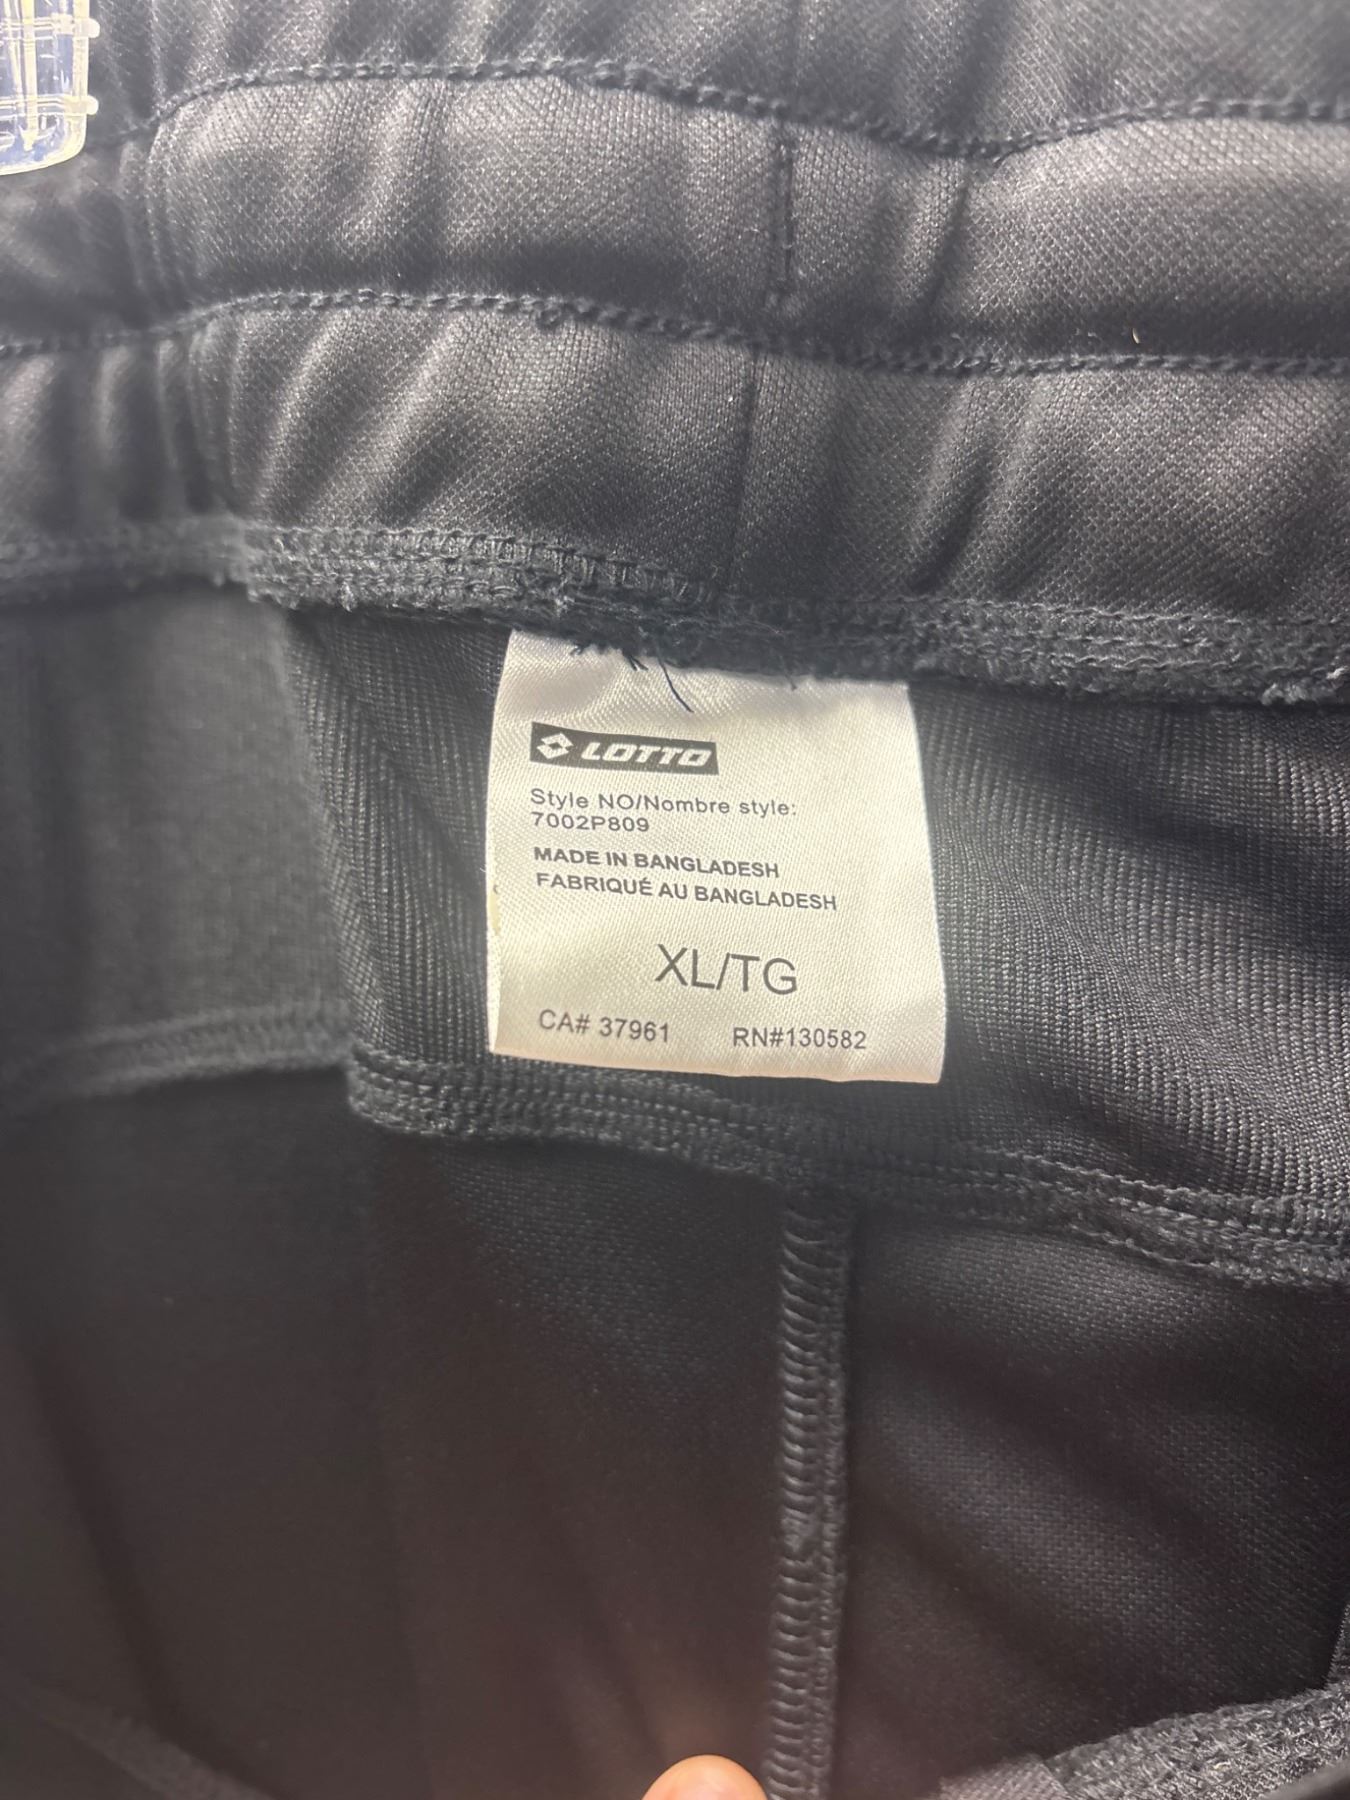 LOTTO
Style NO/Nombre style:
7002P809
MADE IN BANGLADESH
FABRIQUÉ AU BANGLADESH
XL/TG
CA# 37961 RN#130582